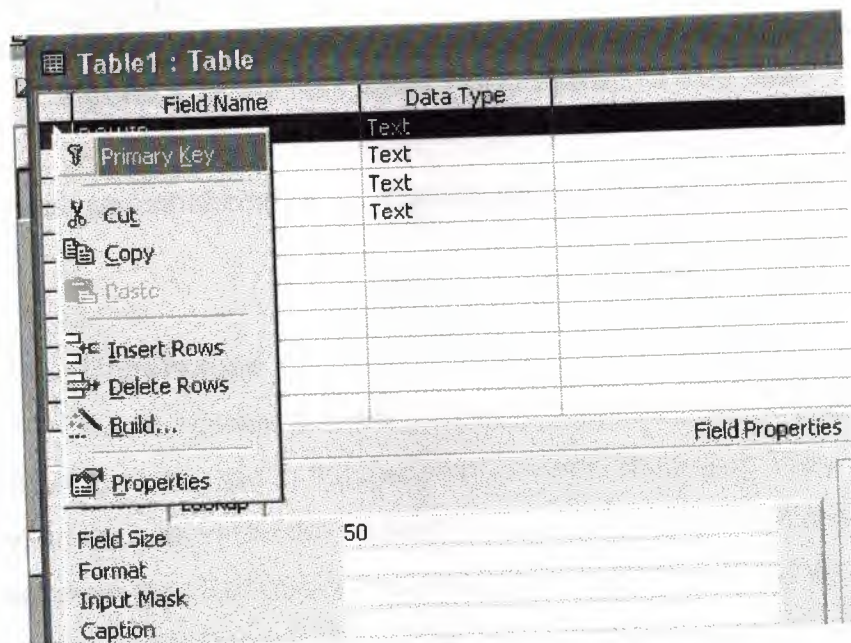 Table1 : Table
Field Name Data Type
Text
Primary Key Text
Text
Cut Text
Copy
Paste
Insert Rows
Delete Rows
Build...
Field Properties
Properties
Lookup
Field Size 50
Format
Input Mask
Caption